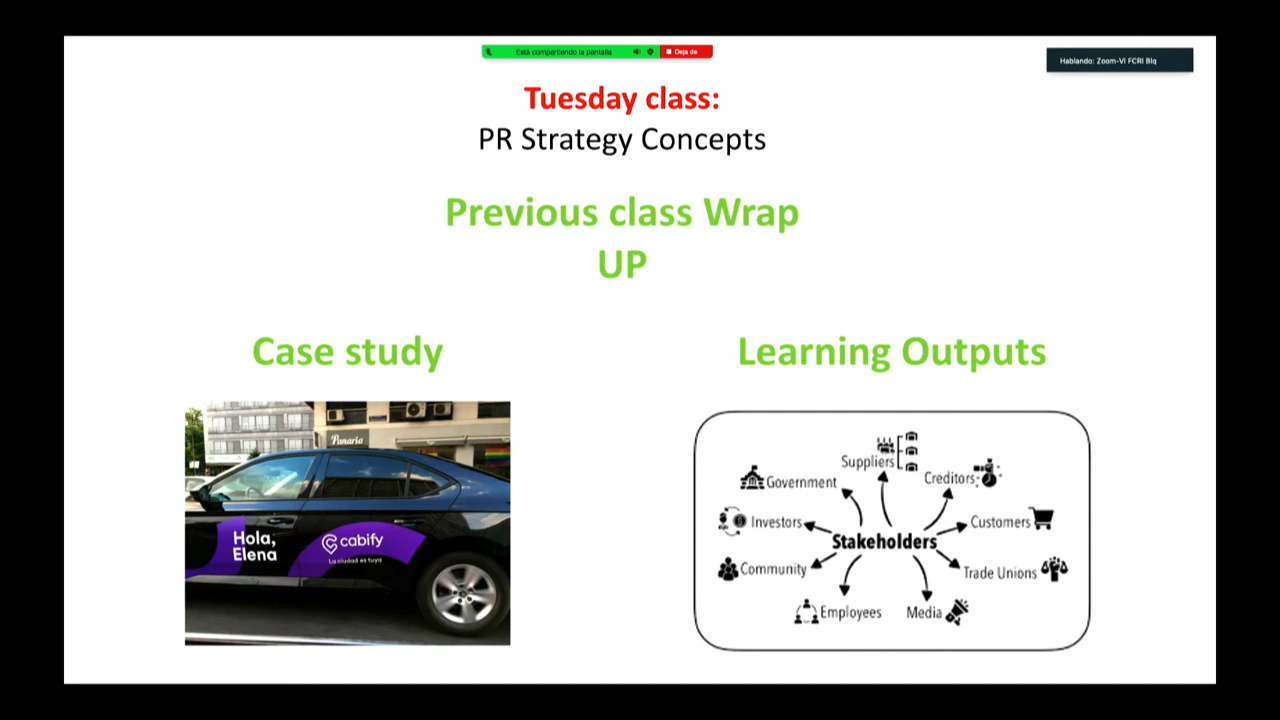 Está compartiendo la pantalla
Deja de
Hablando: Zoom-VI FCRI Blq
Tuesday class:
PR Strategy Concepts
Previous class Wrap
UP
Case study
Learning Outputs
Panaria
Hola,
Elena
cabify
La ciudad es tuya
Suppliers
Government
Creditors
Investors
Customers
Stakeholders
Community
Trade Unions
Employees
Media